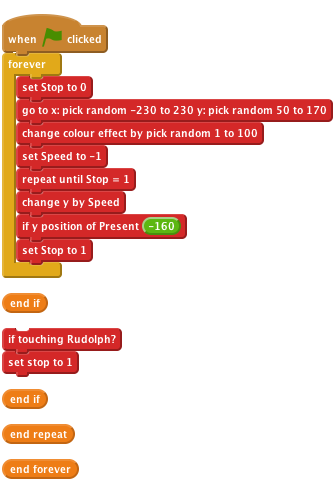 when clicked
forever
set Stop to 0
go to x: pick random -230 to 230 y: pick random 50 to 170
change colour effect by pick random 1 to 100
set Speed to -1
repeat until Stop = 1
change y by Speed
if y position of Present -160
set Stop to 1
end if
if touching Rudolph?
set stop to 1
end if
end repeat
end forever